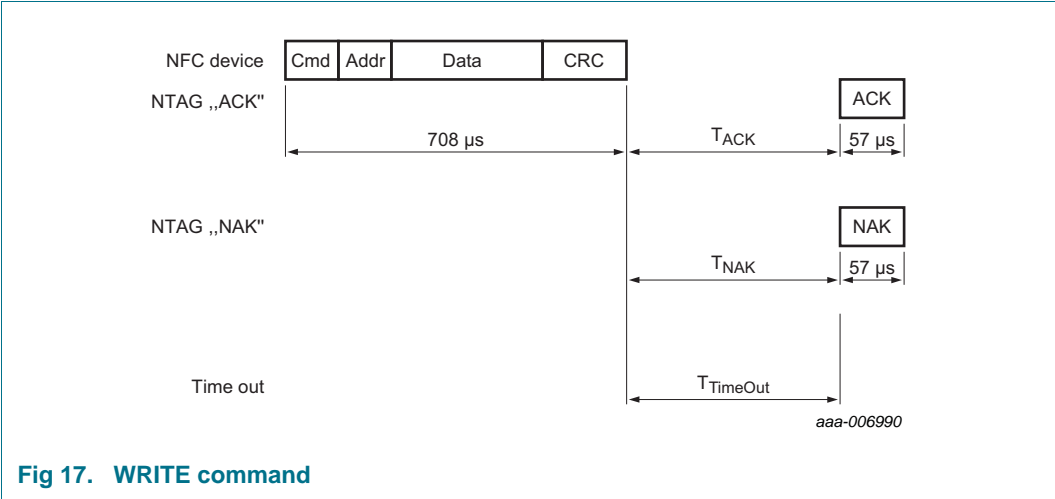 NFC device Cmd Addr Data CRC
NTAG ,,ACK" ACK
708 µs TACK 57 µs
NTAG ,,NAK" NAK
TNAK 57 µs
Time out TTimeOut
aaa-006990
Fig 17. WRITE command